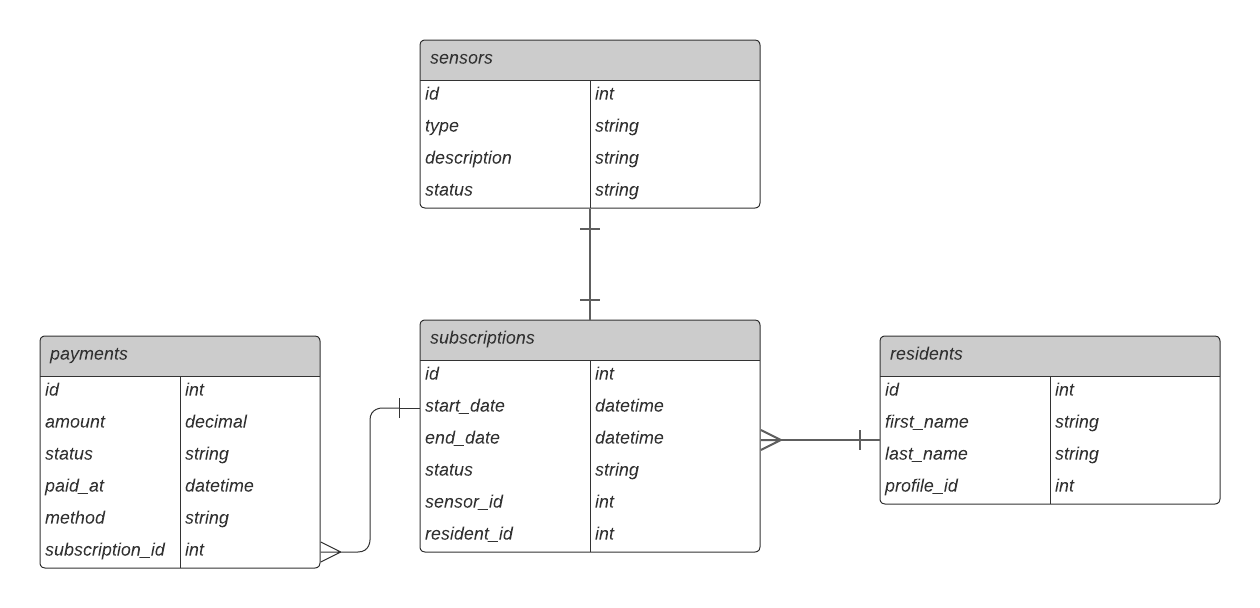 sensors
id int
type string
description string
status string
payments
id int
amount decimal
status string
paid_at datetime
method string
subscription_id int
subscriptions
id int
start_date datetime
end_date datetime
status string
sensor_id int
resident_id int
residents
id int
first_name string
last_name string
profile_id int